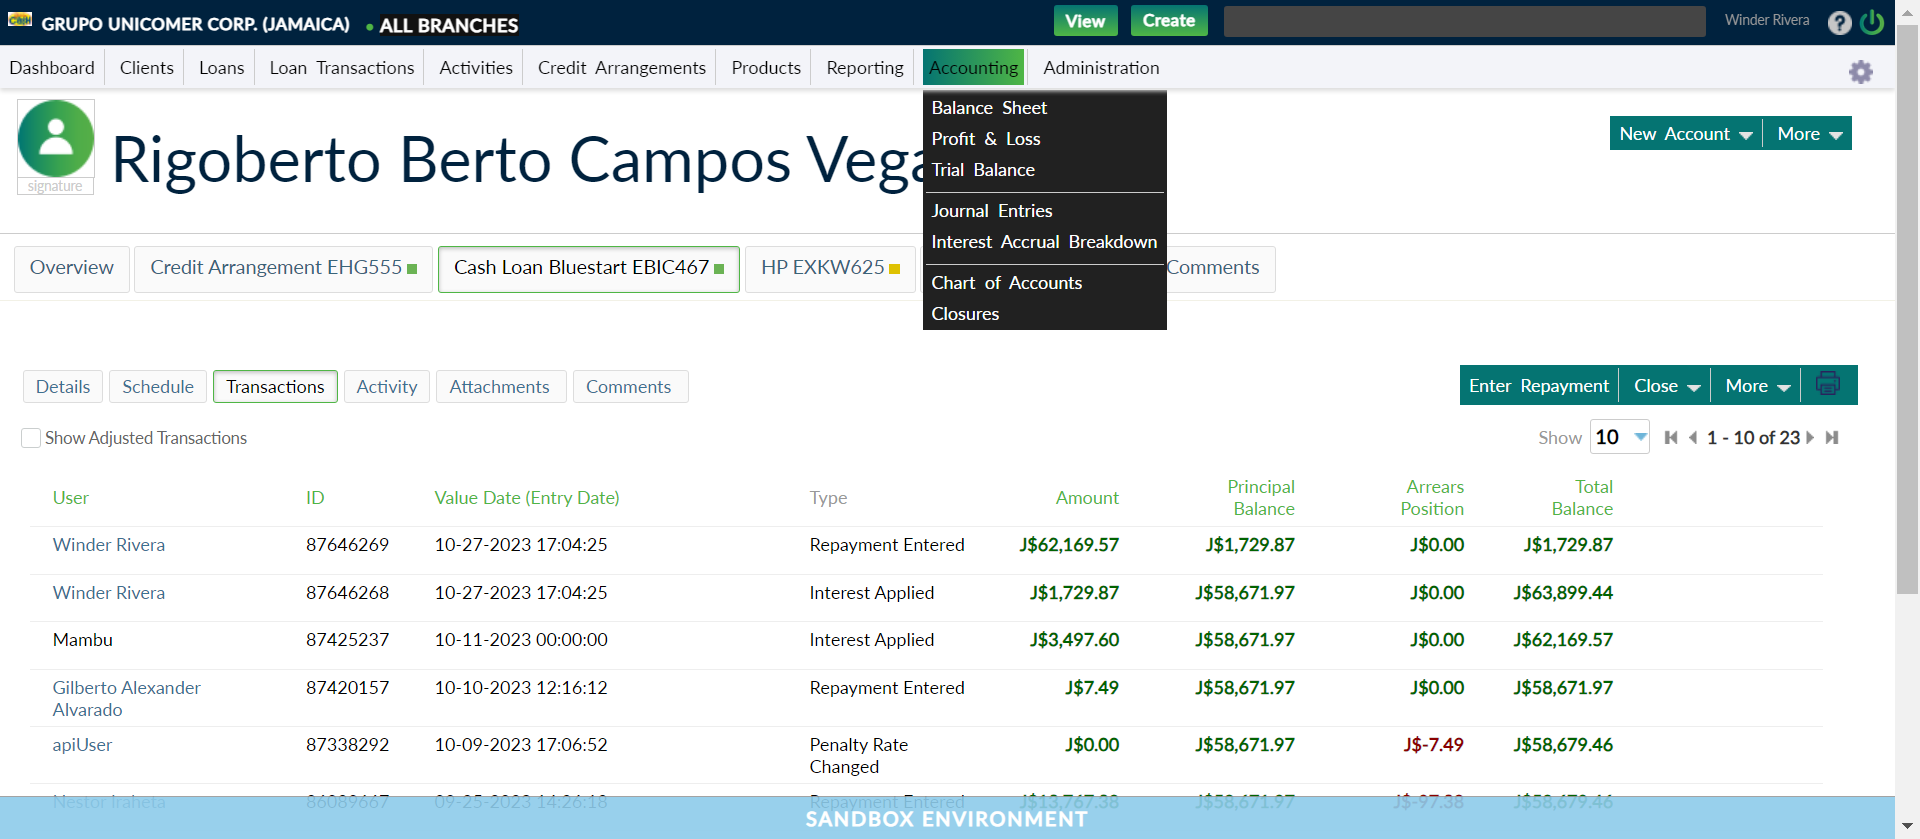 Cash GRUPO UNICOMER CORP. (JAMAICA) • ALL BRANCHES View Create Winder Rivera ?
Dashboard Clients Loans Loan Transactions Activities Credit Arrangements Products Reporting Accounting Administration
Balance Sheet
Profit & Loss
Trial Balance
Journal Entries
Interest Accrual Breakdown
Chart of Accounts
Closures
signature
Rigoberto Berto Campos Vega
New Account More
Overview Credit Arrangement EHG555 Cash Loan Bluestart EBIC467 HP EXKW625 Comments
Details Schedule Transactions Activity Attachments Comments
Enter Repayment Close More
Show Adjusted Transactions
Show 10 1 - 10 of 23
User ID Value Date (Entry Date) Type Amount Principal Balance Arrears Position Total Balance
Winder Rivera 87646269 10-27-2023 17:04:25 Repayment Entered J$62,169.57 J$1,729.87 J$0.00 J$1,729.87
Winder Rivera 87646268 10-27-2023 17:04:25 Interest Applied J$1,729.87 J$58,671.97 J$0.00 J$63,899.44
Mambu 87425237 10-11-2023 00:00:00 Interest Applied J$3,497.60 J$58,671.97 J$0.00 J$62,169.57
Gilberto Alexander Alvarado 87420157 10-10-2023 12:16:12 Repayment Entered J$7.49 J$58,671.97 J$0.00 J$58,671.97
apiUser 87338292 10-09-2023 17:06:52 Penalty Rate Changed J$0.00 J$58,671.97 J$-7.49 J$58,679.46
Nestor Iraheta 86089667 09-25-2023 14:26:18 Repayment Entered J$13,767.38 J$58,671.97 J$-97.38 J$58,679.46
SANDBOX ENVIRONMENT